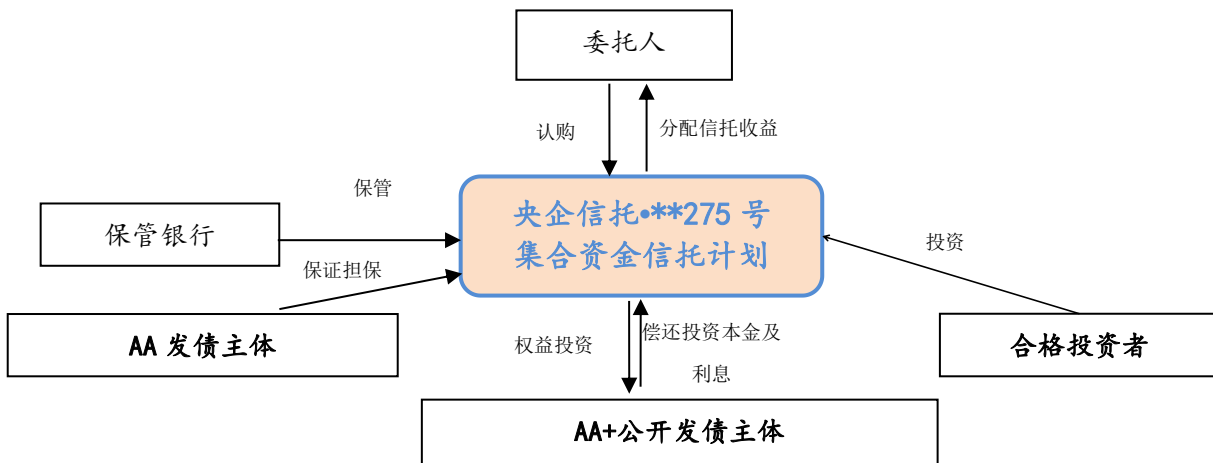 委托人
认购
分配信托收益
保管
央企信托•**275 号
集合资金信托计划
保管银行
投资
保证担保
AA 发债主体
权益投资
偿还投资本金及
利息
合格投资者
AA+公开发债主体